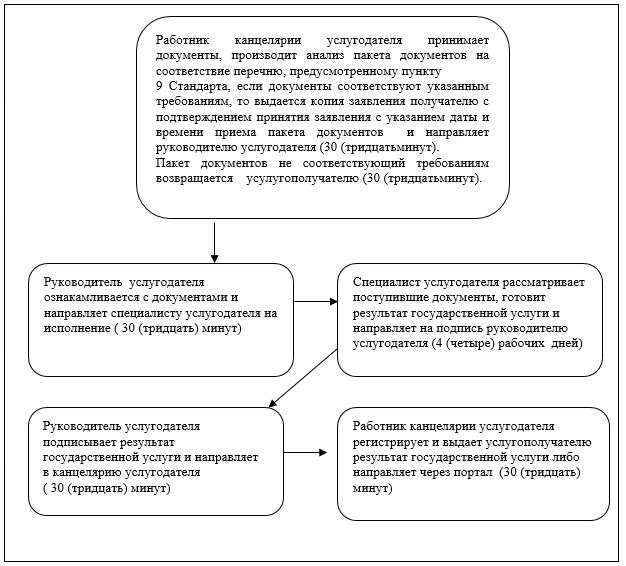 Работник канцелярии услугодателя принимает
документы, производит анализ пакета документов на
соответствие перечню, предусмотренному пункту
9 Стандарта, если документы соответствуют указанным
требованиям, то выдается копия заявления получателю с
подтверждением принятия заявления с указанием даты и
времени приема пакета документов и направляет
руководителю услугодателя (30 (тридцатьминут).
Пакет документов не соответствующий требованиям
возвращается усулугополучателю (30 (тридцатьминут).
Руководитель услугодателя
ознакамливается с документами и
направляет специалисту услугодателя на
исполнение ( 30 (тридцать) минут)
Специалист услугодателя рассматривает
поступившие документы, готовит
результат государственной услуги и
направляет на подпись руководителю
услугодателя (4 (четыре) рабочих дней)
Руководитель услугодателя
подписывает результат
государственной услуги и направляет
в канцелярию услугодателя
( 30 (тридцать) минут)
Работник канцелярии услугодателя
регистрирует и выдает услугополучателю
результат государственной услуги либо
направляет через портал (30 (тридцать)
минут)